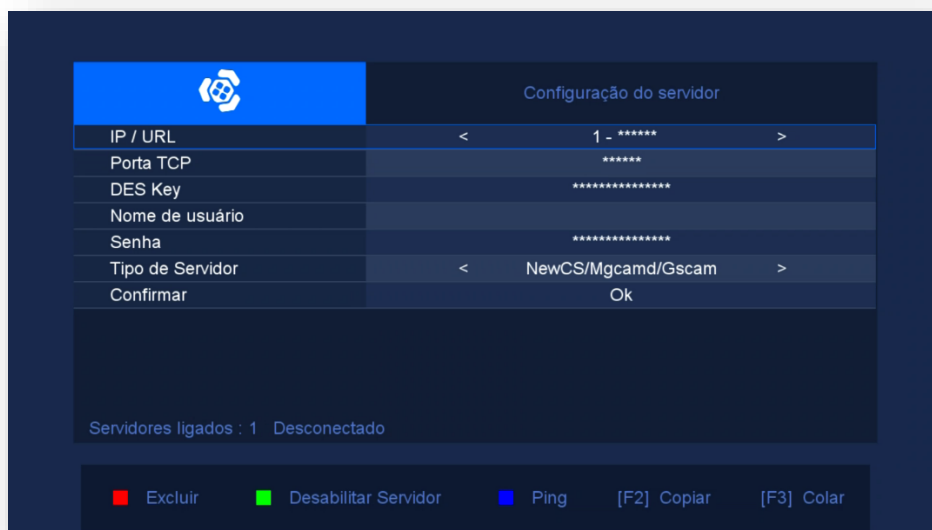 Configuração do servidor
IP / URL < 1 - ****** >
Porta TCP ******
DES Key ***************
Nome de usuário
Senha ***************
Tipo de Servidor < NewCS/Mgcamd/Gscam >
Confirmar Ok
Servidores ligados : 1 Desconectado
Excluir Desabilitar Servidor Ping [F2] Copiar [F3] Colar